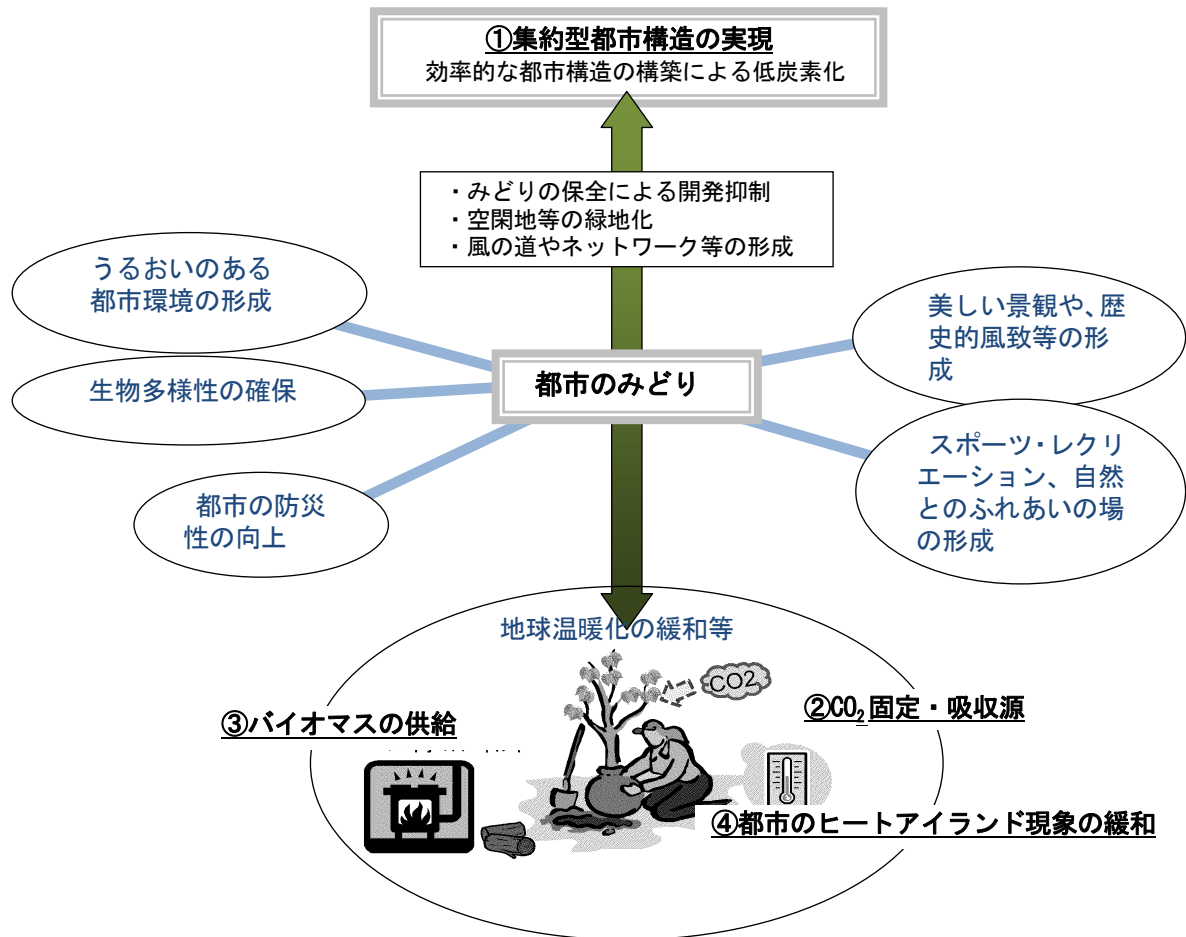 ①集約型都市構造の実現
効率的な都市構造の構築による低炭素化
・みどりの保全による開発抑制
・空閑地等の緑地化
・風の道やネットワーク等の形成
うるおいのある
都市環境の形成
生物多様性の確保
都市の防災
性の向上
都市のみどり
美しい景観や、歴
史的風致等の形
成
スポーツ・レクリ
エーション、自然
とのふれあいの場
の形成
地球温暖化の緩和等
CO2
②CO₂固定・吸収源
③バイオマスの供給
④都市のヒートアイランド現象の緩和